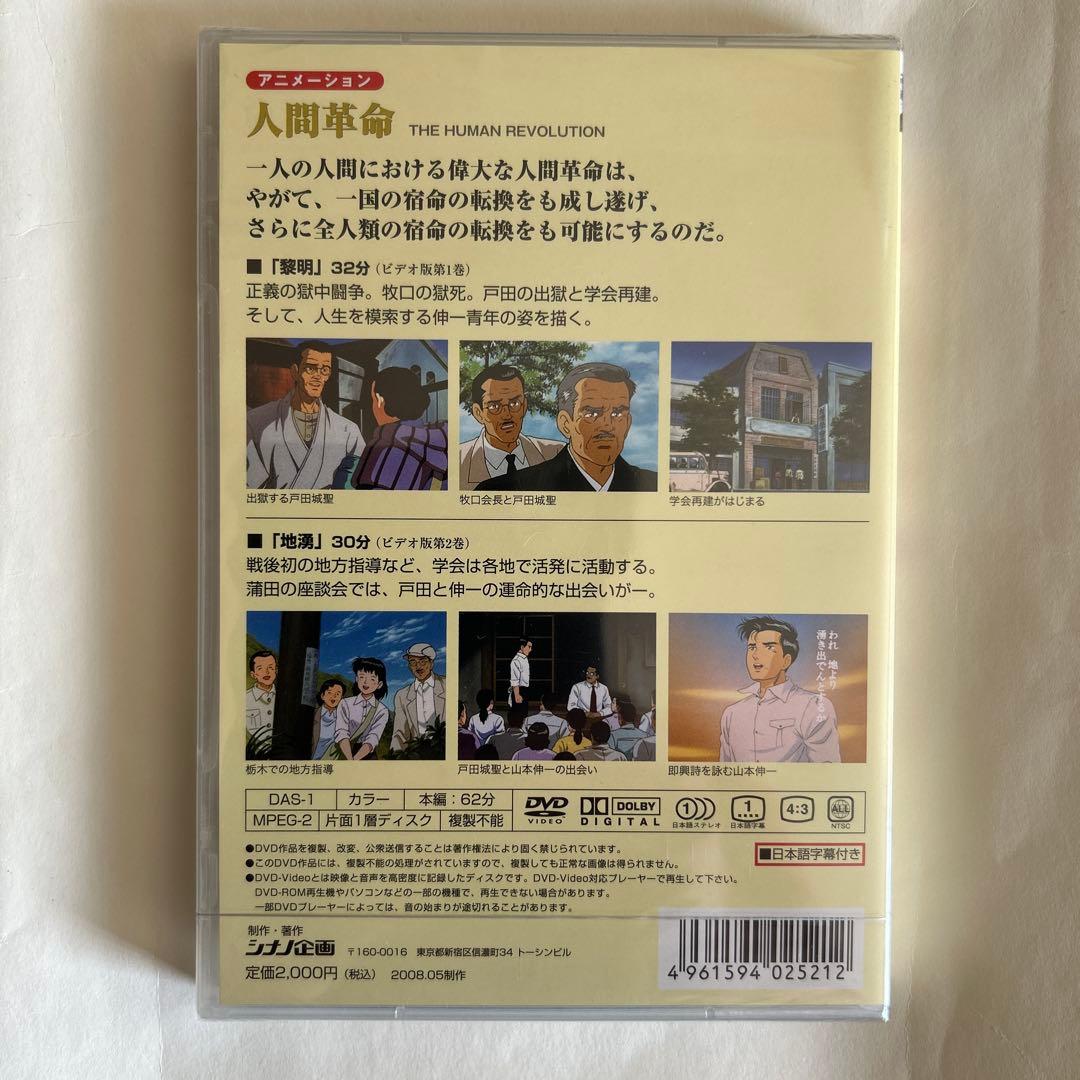 アニメーション
人間革命 THE HUMAN REVOLUTION
一人の人間における偉大な人間革命は、
やがて、一国の宿命の転換をも成し遂げ、
さらに全人類の宿命の転換をも可能にするのだ。
■「黎明」32分（ビデオ版第1巻）
正義の獄中闘争。牧口の獄死。戸田の出獄と学会再建。
そして、人生を模索する伸一青年の姿を描く。
出獄する戸田城聖
牧口会長と戸田城聖
学会再建がはじまる
■「地湧」30分（ビデオ版第2巻）
戦後初の地方指導など、学会は各地で活発に活動する。
蒲田の座談会では、戸田と伸一の運命的な出会いが―。
われ 地より
湧き出でんとするか
栃木での地方指導
戸田城聖と山本伸一の出会い
即興詩を詠む山本伸一
DAS-1 カラー 本編：62分
MPEG-2 片面1層ディスク 複製不能
DVD VIDEO
DOLBY DIGITAL
1 日本語ステレオ
1 日本語字幕
4:3
ALL NTSC
●DVD作品を複製、改変、公衆送信することは著作権法により固く禁じられています。
●このDVD作品には、複製不能の処理がされていますので、複製しても正常な画像は得られません。
●DVD-Videoとは映像と音声を高密度に記録したディスクです。DVD-Video対応プレーヤーで再生して下さい。
DVD-ROM再生機やパソコンなどの一部の機種で、再生できない場合があります。
一部DVDプレーヤーによっては、音の始まりが途切れることがあります。
■日本語字幕付き
制作・著作
シナノ企画 〒160-0016 東京都新宿区信濃町34 トーシンビル
定価2,000円（税込） 2008.05制作
4 961594 025212